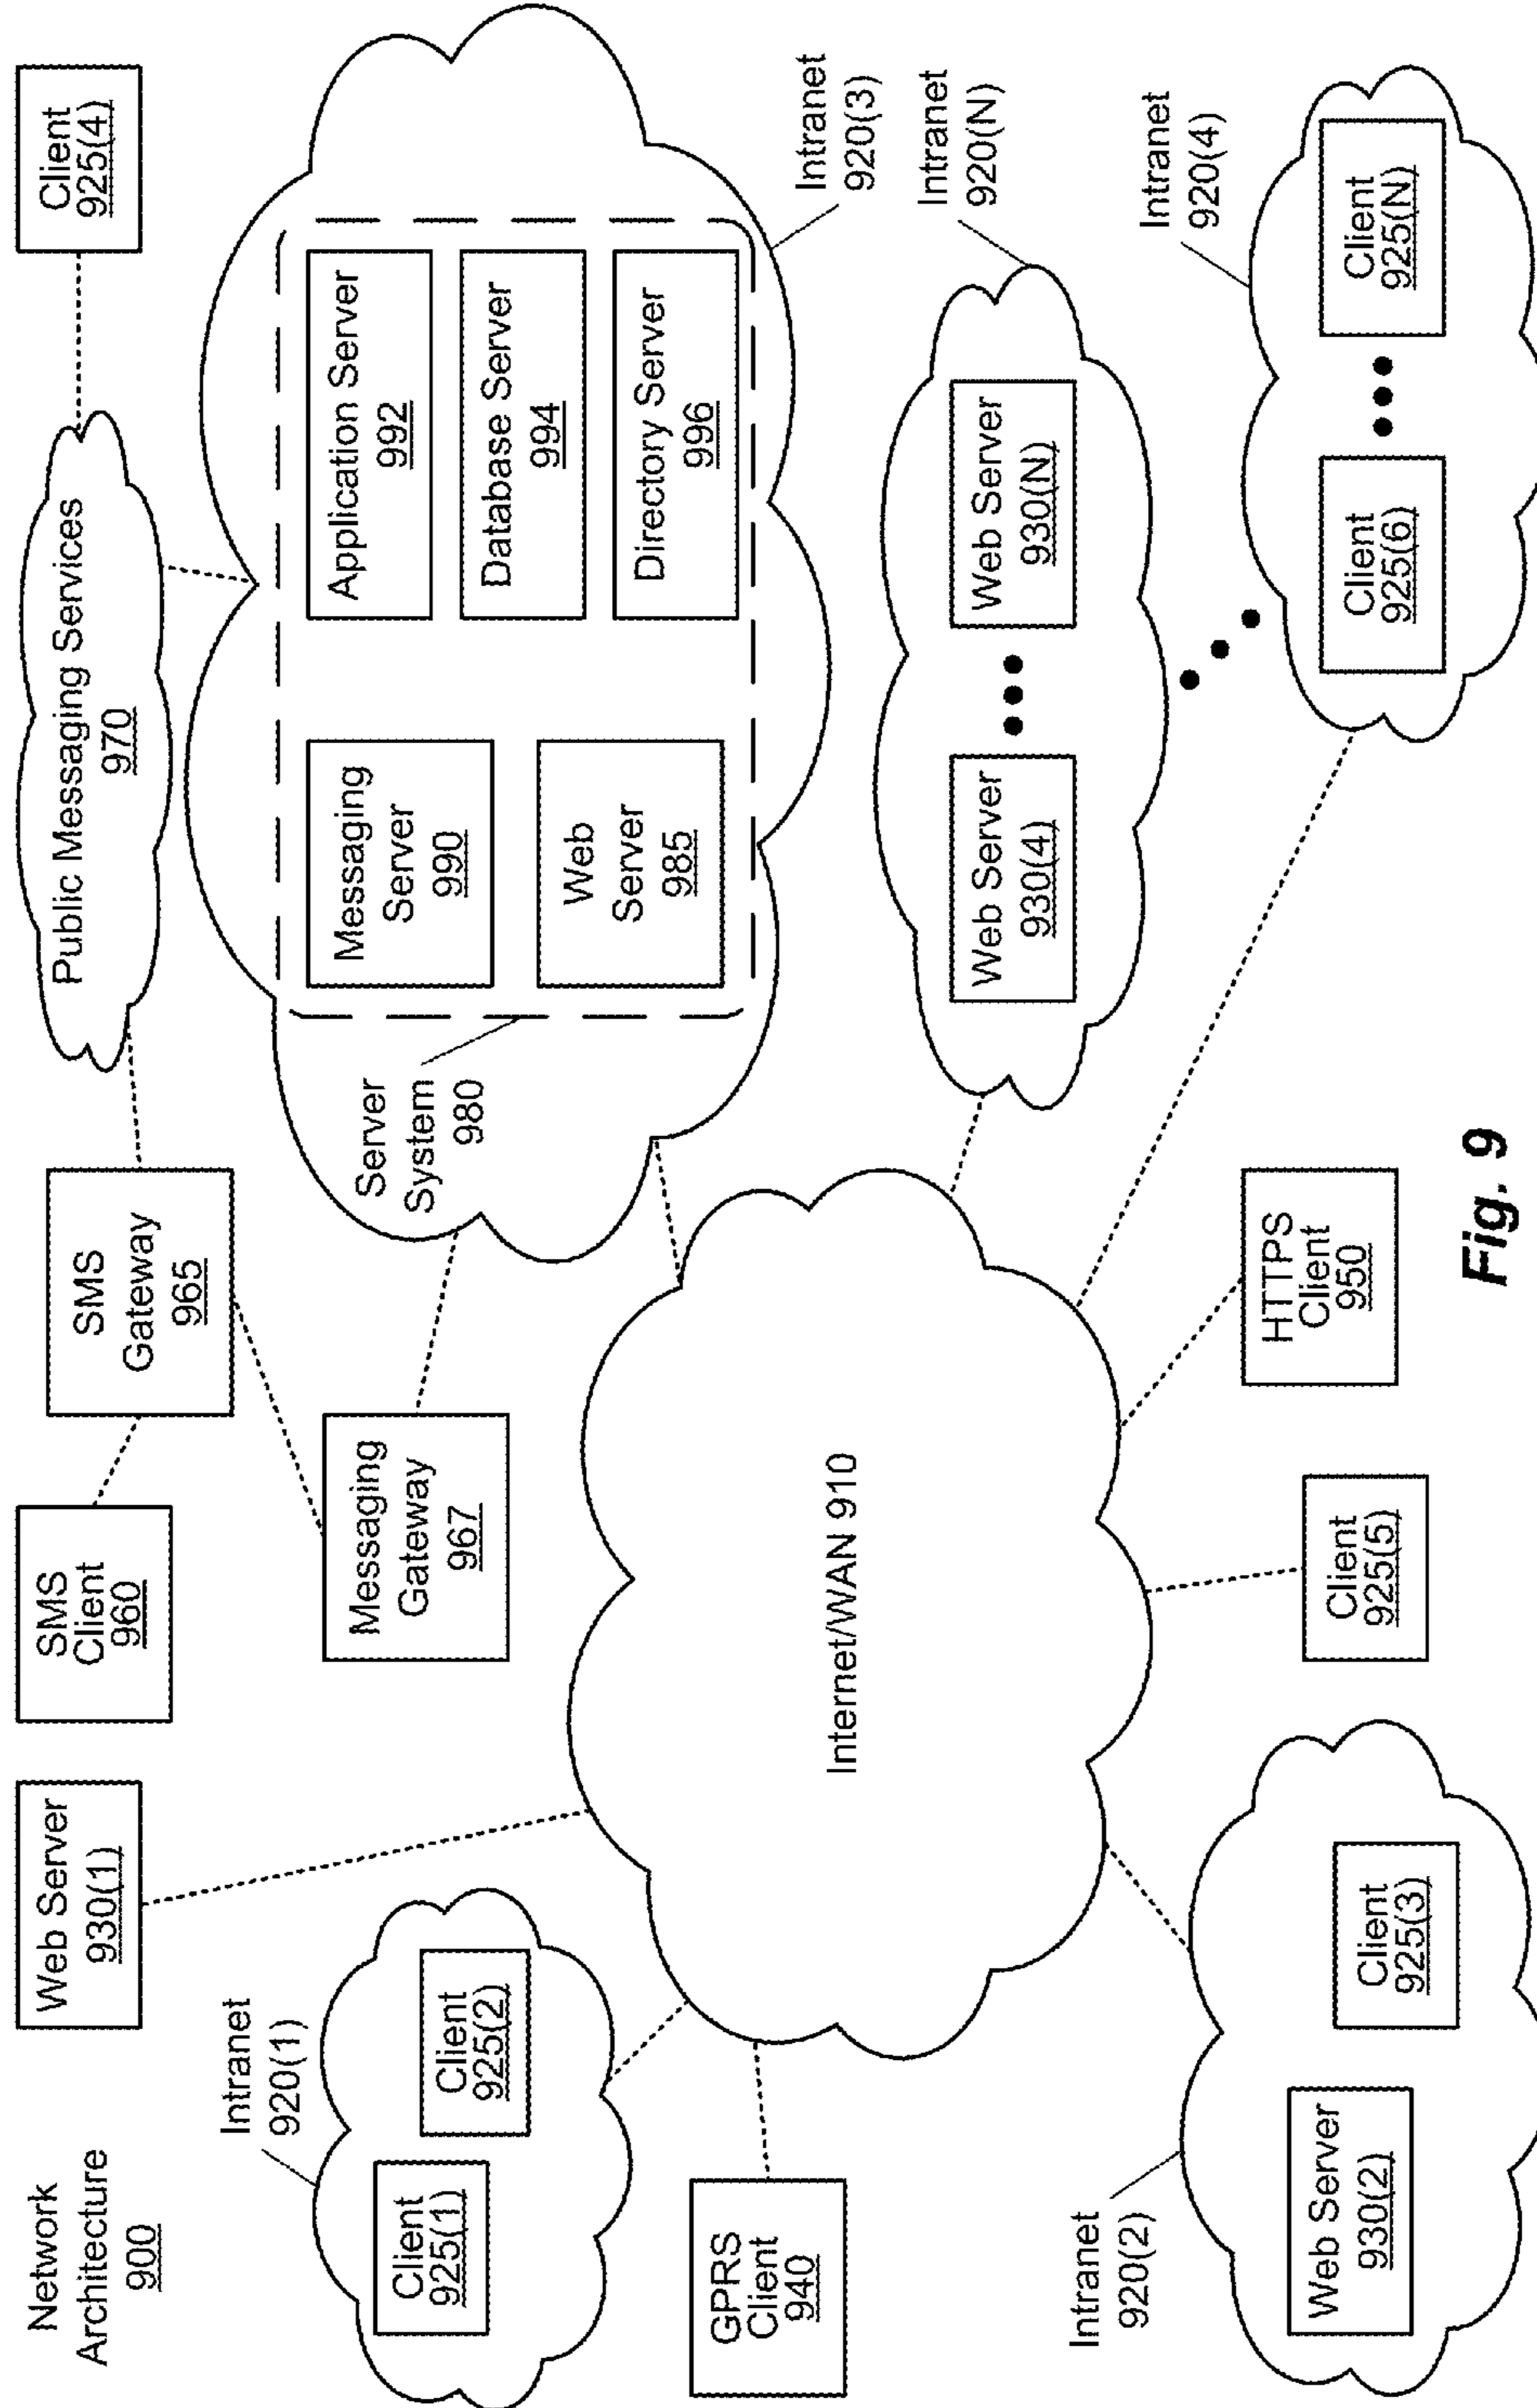 Network
Architecture
900
Web Server
930(1)
SMS
Client
960
SMS
Gateway
965
Public Messaging Services
970
Client
925(4)
Intranet
920(1)
Client
925(1)
Client
925(2)
Messaging
Gateway
967
Server
System
980
Messaging
Server
990
Web
Server
985
Application Server
992
Database Server
994
Directory Server
996
Intranet
920(3)
GPRS
Client
940
Internet/WAN 910
Intranet
920(N)
Web Server
930(4)
Web Server
930(N)
Intranet
920(2)
Web Server
930(2)
Client
925(3)
Client
925(5)
HTTPS
Client
950
Intranet
920(4)
Client
925(6)
Client
925(N)
Fig. 9